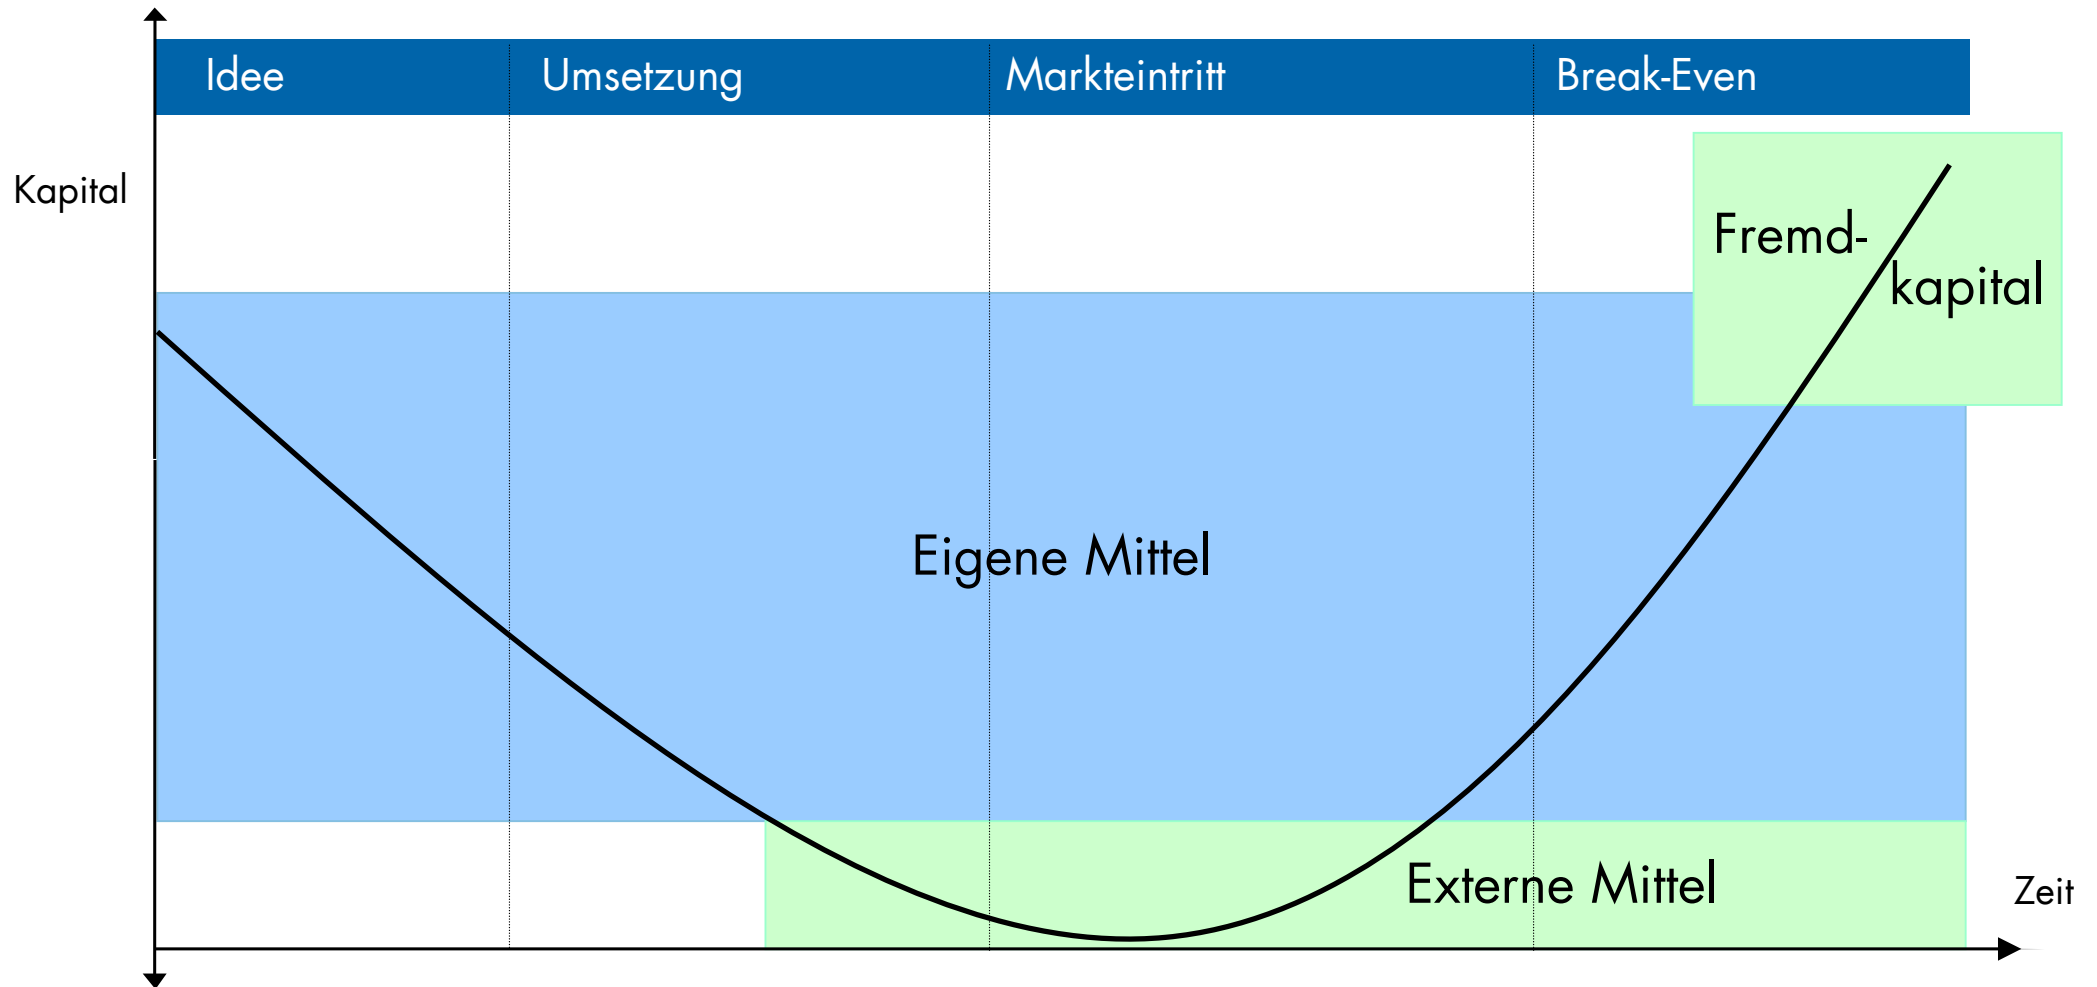 Idee
Umsetzung
Markteintritt
Break-Even
Kapital
Fremd-
kapital
Eigene Mittel
Externe Mittel
Zeit